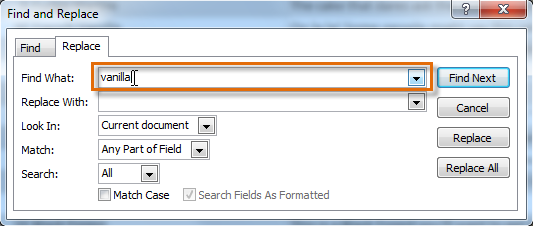 Find and Replace
Find Replace
Find What: vanilla Find Next
Replace With: Cancel
Look In: Current document
Match: Any Part of Field Replace
Search: All Replace All
Match Case Search Fields As Formatted